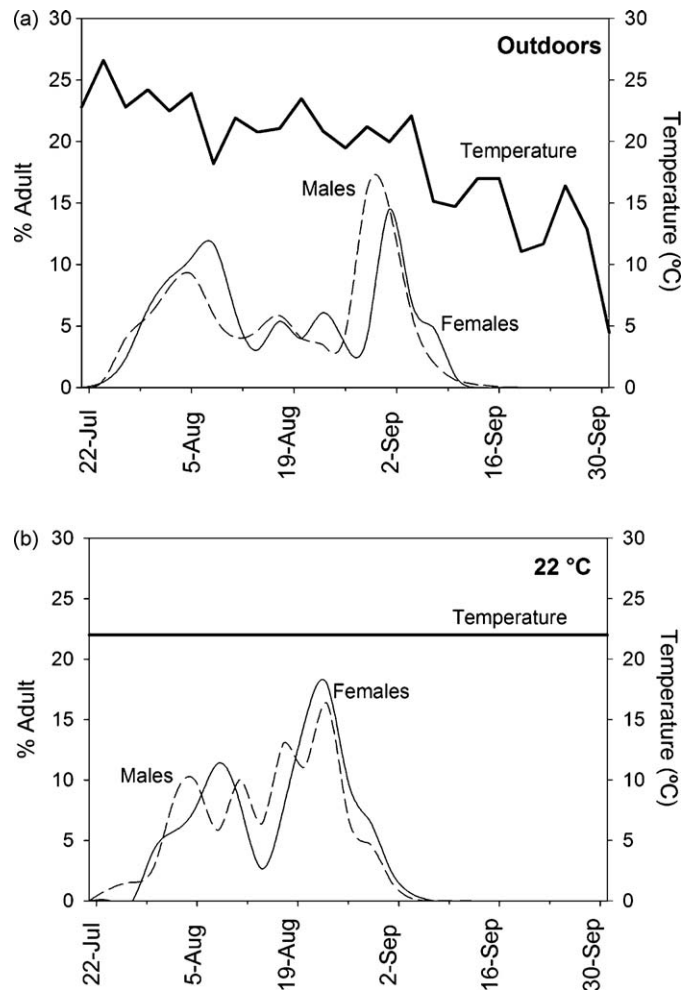 (a)
30
25
20
15
10
5
0
% Adult
Outdoors
Temperature
Males
Females
30
25
20
15
10
5
0
Temperature (ºC)
22-Jul
5-Aug
19-Aug
2-Sep
16-Sep
30-Sep
(b)
30
25
20
15
10
5
0
% Adult
22 °C
Temperature
Females
Males
30
25
20
15
10
5
0
Temperature (ºC)
22-Jul
5-Aug
19-Aug
2-Sep
16-Sep
30-Sep